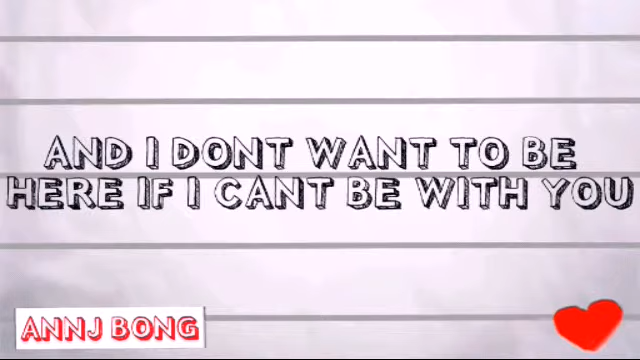 AND I DONT WANT TO BE
HERE IF I CANT BE WITH YOU
ANNJ BONG